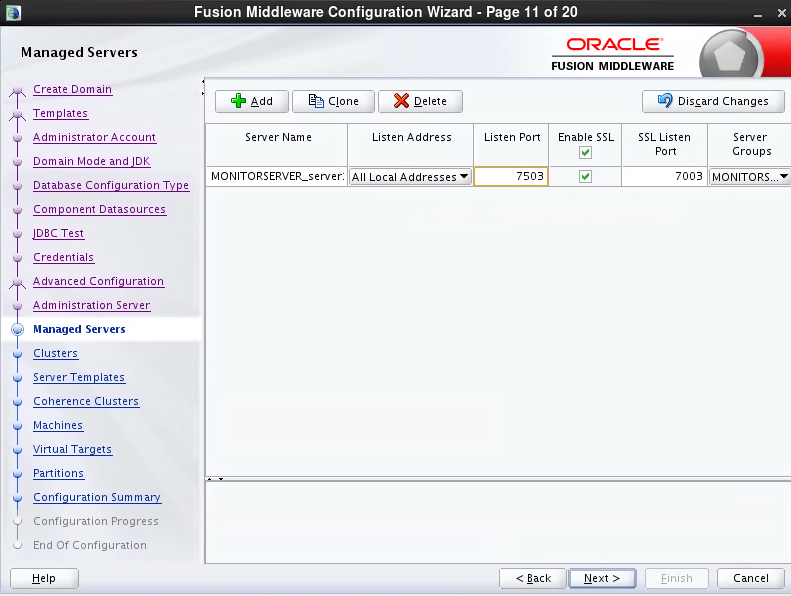 Fusion Middleware Configuration Wizard - Page 11 of 20
Managed Servers
ORACLE
FUSION MIDDLEWARE
Create Domain
Templates
Administrator Account
Domain Mode and JDK
Database Configuration Type
Component Datasources
JDBC Test
Credentials
Advanced Configuration
Administration Server
Managed Servers
Clusters
Server Templates
Coherence Clusters
Machines
Virtual Targets
Partitions
Configuration Summary
Configuration Progress
End Of Configuration
Add Clone Delete Discard Changes
Server Name Listen Address Listen Port Enable SSL SSL Listen Port Server Groups
MONITORSERVER_server All Local Addresses 7503 7003 MONITORS...
Help < Back Next > Finish Cancel